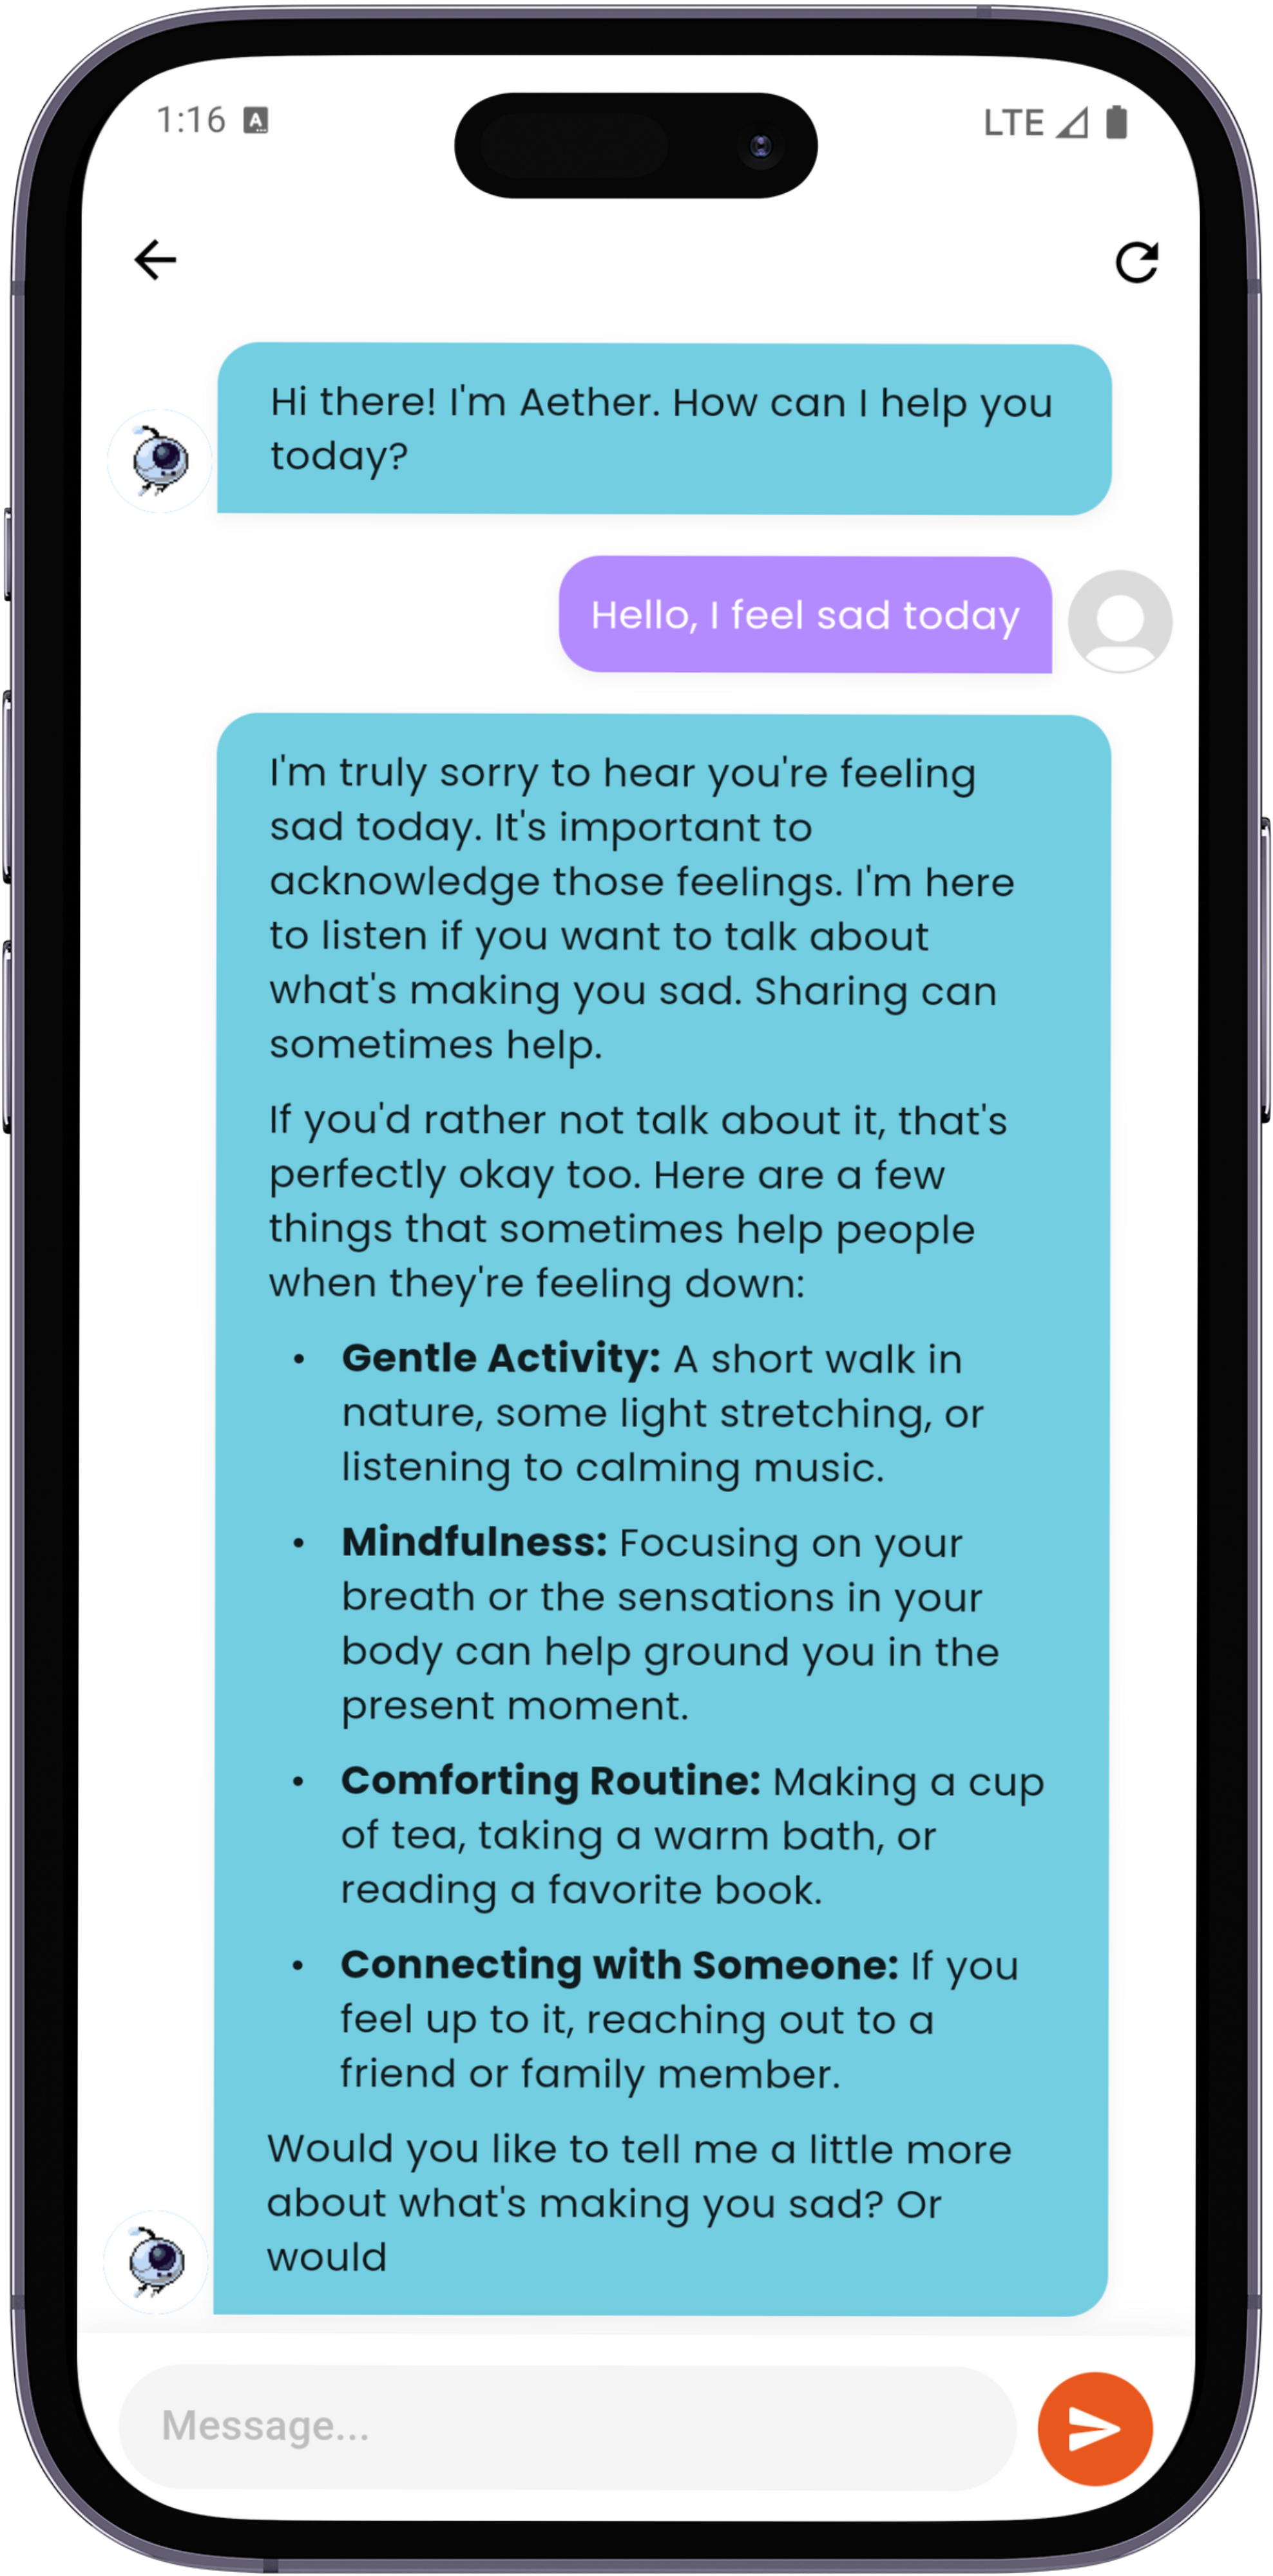 1:16 A
LTE
Hi there! I'm Aether. How can I help you
today?
Hello, I feel sad today
I'm truly sorry to hear you're feeling
sad today. It's important to
acknowledge those feelings. I'm here
to listen if you want to talk about
what's making you sad. Sharing can
sometimes help.
If you'd rather not talk about it, that's
perfectly okay too. Here are a few
things that sometimes help people
when they're feeling down:
• Gentle Activity: A short walk in
nature, some light stretching, or
listening to calming music.
• Mindfulness: Focusing on your
breath or the sensations in your
body can help ground you in the
present moment.
• Comforting Routine: Making a cup
of tea, taking a warm bath, or
reading a favorite book.
• Connecting with Someone: If you
feel up to it, reaching out to a
friend or family member.
Would you like to tell me a little more
about what's making you sad? Or
would
Message...